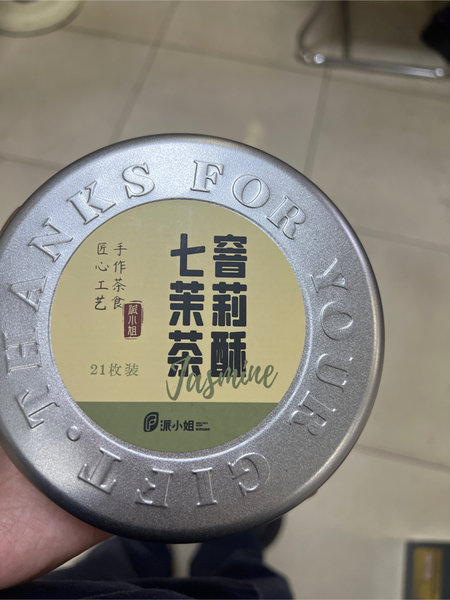 THANKS FOR YOUR GIFT.
七窨
茉莉
茶酥
Jasmine
手作茶食
匠心工艺
派小姐
21枚装
派小姐